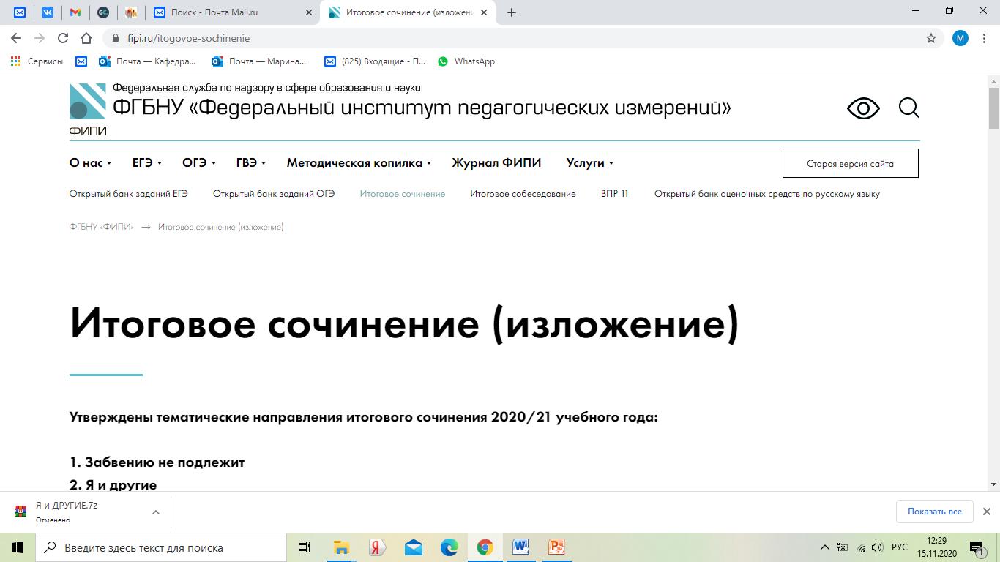 Поиск - Почта Mail.ru
Итоговое сочинение (изложени
fipi.ru/itogovoe-sochinenie
M
Сервисы
Почта — Кафедра...
Почта — Марина...
(825) Входящие - П...
WhatsApp
Федеральная служба по надзору в сфере образования и науки
ФГБНУ «Федеральный институт педагогических измерений»
ФИПИ
О нас ЕГЭ ОГЭ ГВЭ Методическая копилка Журнал ФИПИ Услуги
Старая версия сайта
Открытый банк заданий ЕГЭ Открытый банк заданий ОГЭ Итоговое сочинение Итоговое собеседование ВПР 11 Открытый банк оценочных средств по русскому языку
ФГБНУ «ФИПИ» → Итоговое сочинение (изложение)
Итоговое сочинение (изложение)
Утверждены тематические направления итогового сочинения 2020/21 учебного года:
1. Забвению не подлежит
2. Я и другие
Я и ДРУГИЕ.7z
Отменено
Показать все
Введите здесь текст для поиска
РУС
12:29
15.11.2020
1